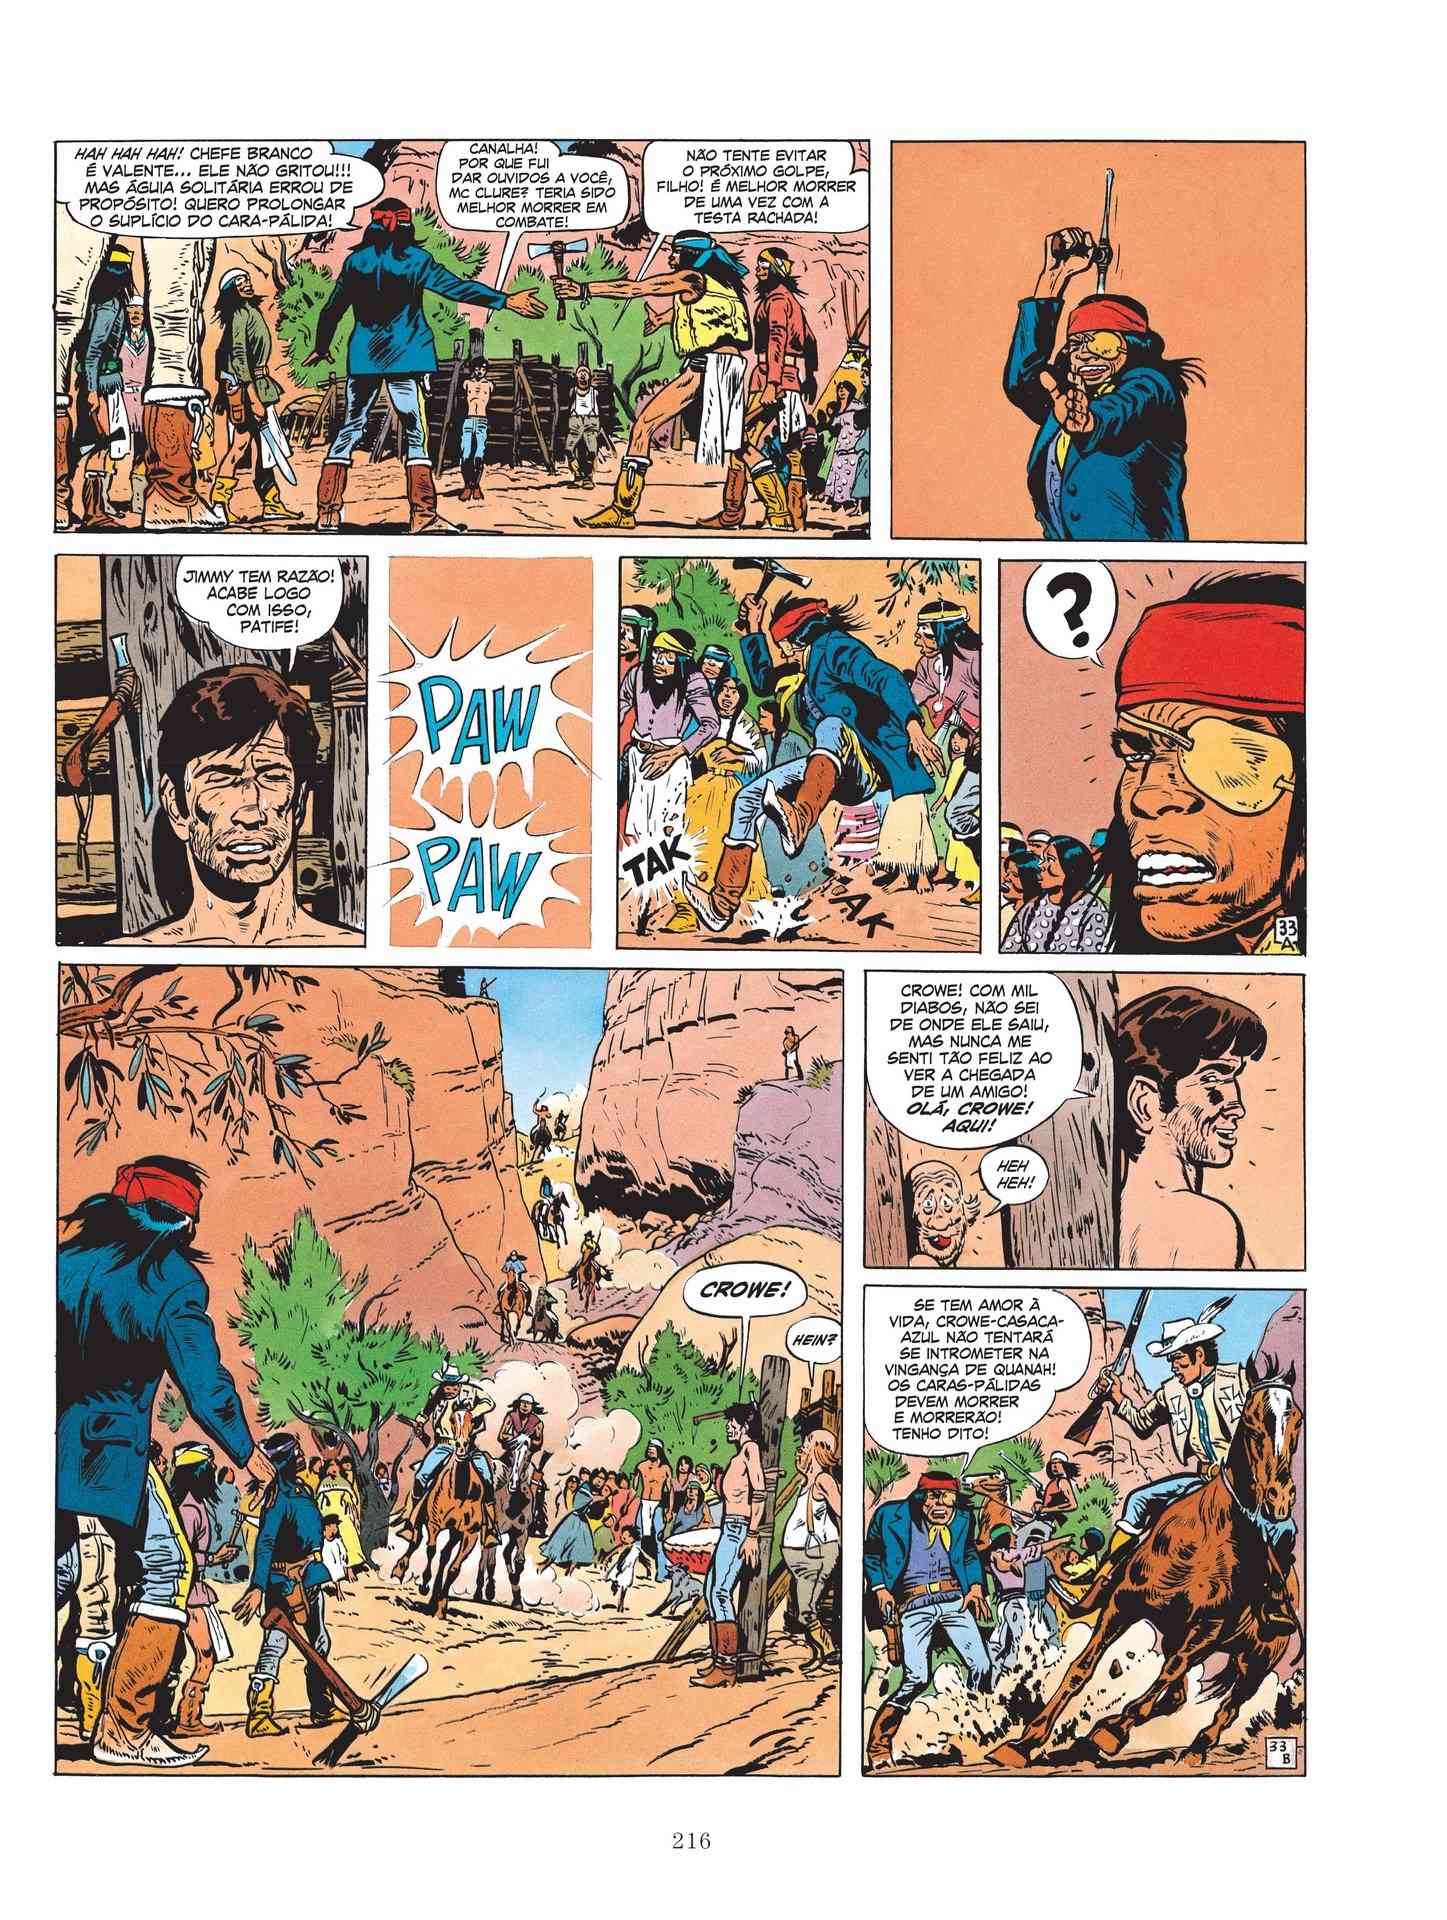 HAH HAH HAH! CHEFE BRANCO
É VALENTE... ELE NÃO GRITOU!!!
MAS ÁGUIA SOLITÁRIA ERROU DE
PROPÓSITO! QUERO PROLONGAR
O SUPLÍCIO DO CARA-PÁLIDA!
CANALHA!
POR QUE FUI
DAR OUVIDOS A VOCÊ,
MC CLURE? TERIA SIDO
MELHOR MORRER EM
COMBATE!
NÃO TENTE EVITAR
O PRÓXIMO GOLPE,
FILHO! É MELHOR MORRER
DE UMA VEZ COM A
TESTA RACHADA!
JIMMY TEM RAZÃO!
ACABE LOGO
COM ISSO,
PATIFE!
PAW
PAW
TAK
TAK
?
33
A
CROWE!
HEIN?
CROWE! COM MIL
DIABOS, NÃO SEI
DE ONDE ELE SAIU,
MAS NUNCA ME
SENTI TÃO FELIZ AO
VER A CHEGADA
DE UM AMIGO!
OLÁ, CROWE!
AQUI!
HEH
HEH!
SE TEM AMOR À
VIDA, CROWE-CASACA-
AZUL NÃO TENTARÁ
SE INTROMETER NA
VINGANÇA DE QUANAH!
OS CARAS-PÁLIDAS
DEVEM MORRER
E MORRERÃO!
TENHO DITO!
33
B
216